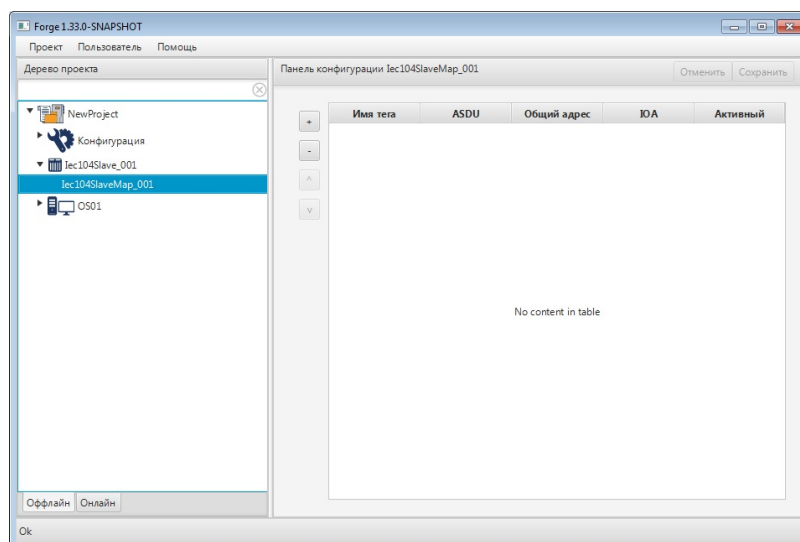 Forge 1.33.0-SNAPSHOT
Проект Пользователь Помощь
Дерево проекта
Панель конфигурации Iec104SlaveMap_001
Отменить Сохранить
NewProject
Конфигурация
Iec104Slave_001
Iec104SlaveMap_001
OS01
+
-
^
v
Имя тега ASDU Общий адрес IOA Активный
No content in table
Оффлайн Онлайн
Ok